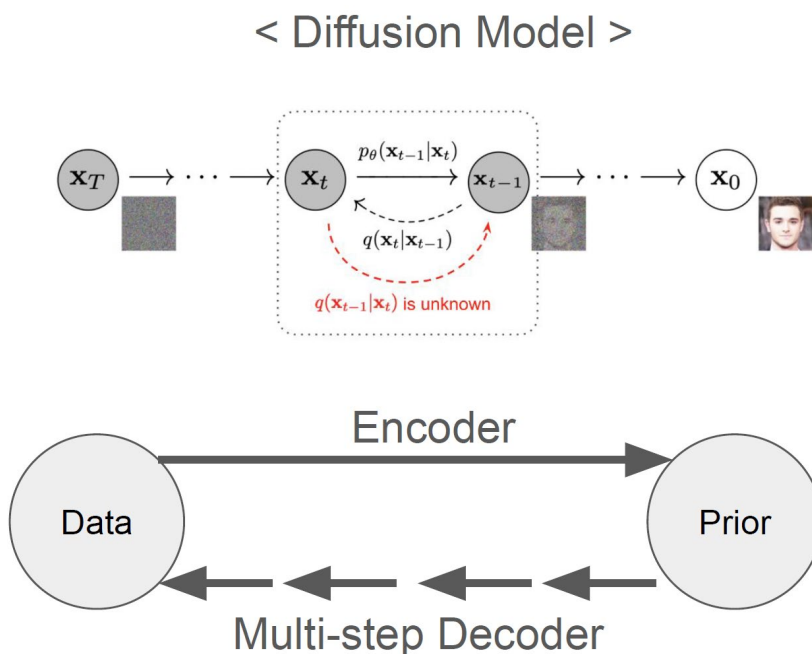 < Diffusion Model >
x_T → ··· → x_t p_θ(x_{t−1}|x_t) x_{t−1} → ··· → x_0
q(x_t|x_{t−1})
q(x_{t−1}|x_t) is unknown
Encoder
Data Prior
Multi-step Decoder